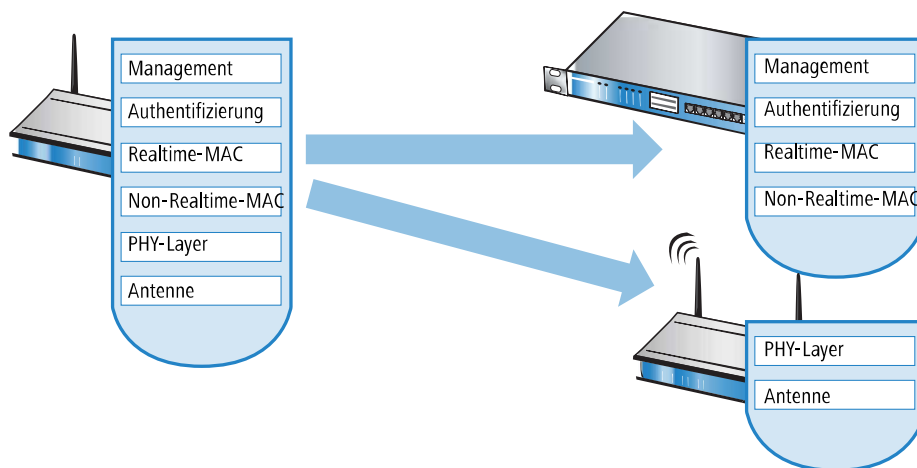 Management
Authentifizierung
Realtime-MAC
Non-Realtime-MAC
PHY-Layer
Antenne
Management
Authentifizierung
Realtime-MAC
Non-Realtime-MAC
PHY-Layer
Antenne